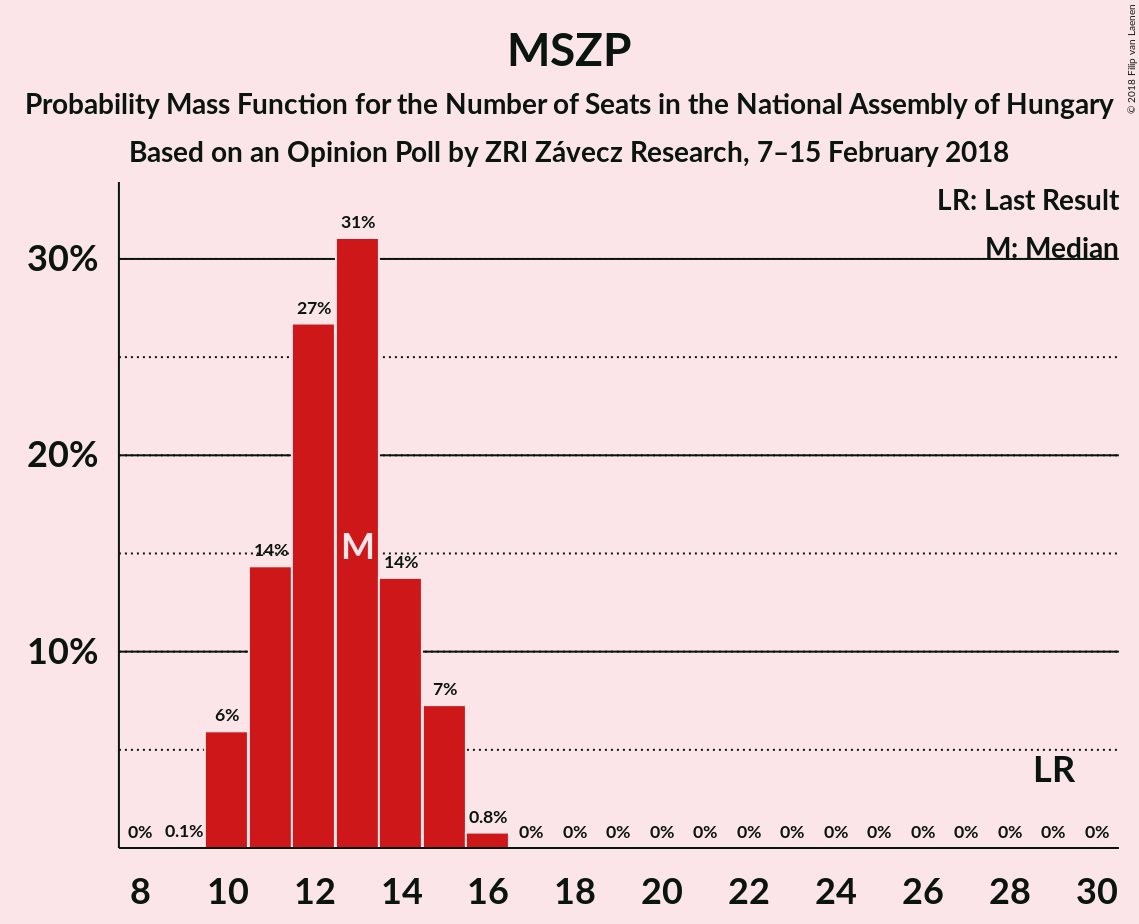 MSZP
Probability Mass Function for the Number of Seats in the National Assembly of Hungary
Based on an Opinion Poll by ZRI Závecz Research, 7–15 February 2018
© 2018 Filip van Laenen
LR: Last Result
M: Median
30%
20%
10%
0% 0.1% 6% 14% 27% 31% 14% 7% 0.8% 0% 0% 0% 0% 0% 0% 0% 0% 0% 0% 0% 0% 0% 0%
M
LR
8 10 12 14 16 18 20 22 24 26 28 30